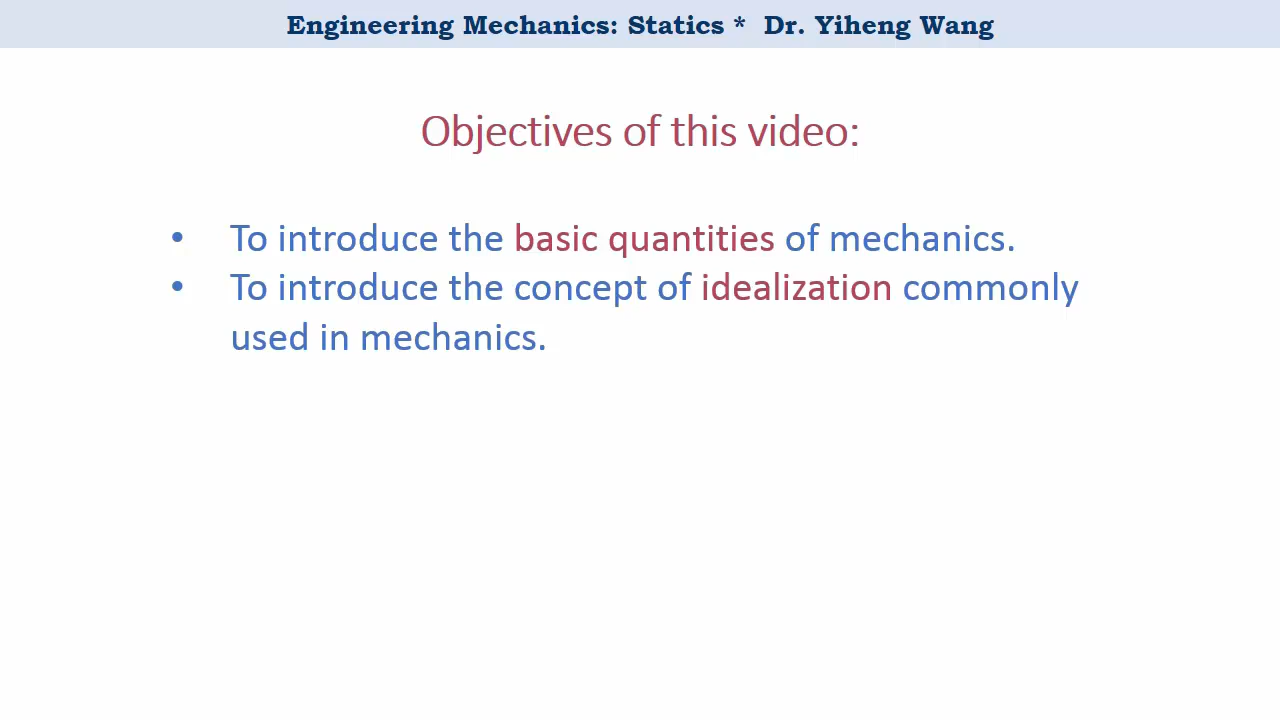 Engineering Mechanics: Statics * Dr. Yiheng Wang
Objectives of this video:
• To introduce the basic quantities of mechanics.
• To introduce the concept of idealization commonly
used in mechanics.